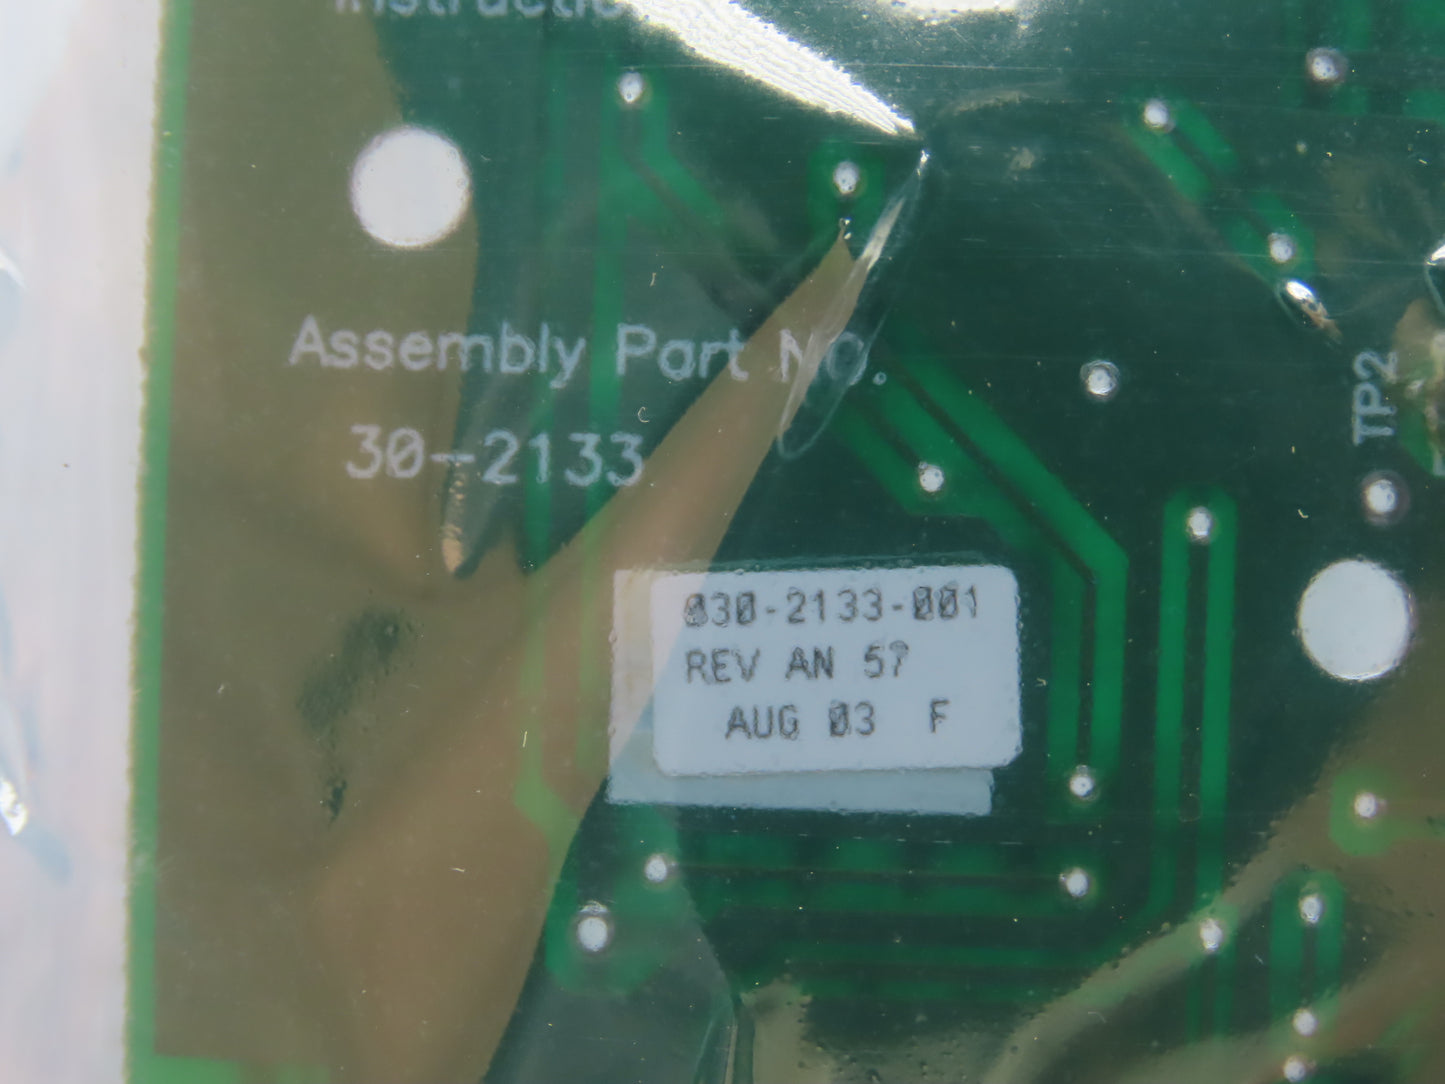 Assembly Part No.
30-2133
TP2
030-2133-001
REV AN 57
AUG 03 F